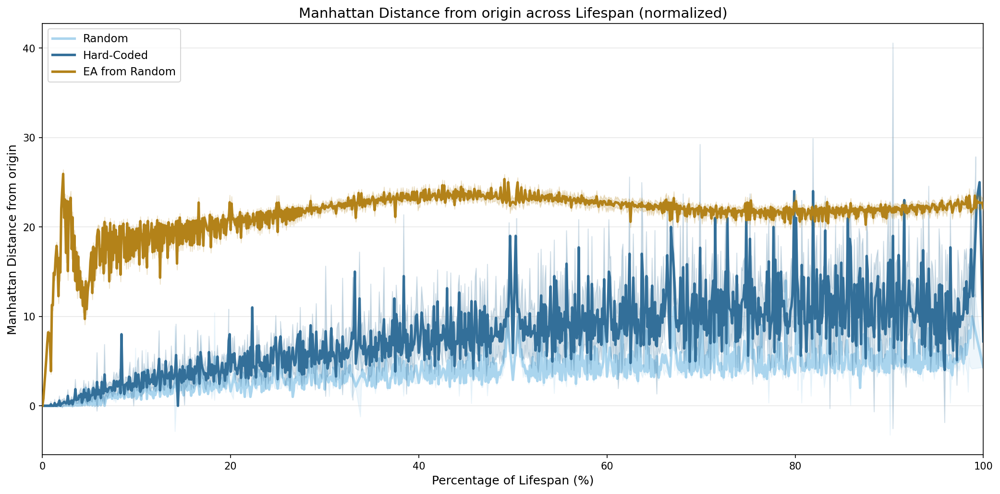 Manhattan Distance from origin across Lifespan (normalized)
Random
Hard-Coded
EA from Random
Manhattan Distance from origin
40
30
20
10
0
0 20 40 60 80 100
Percentage of Lifespan (%)